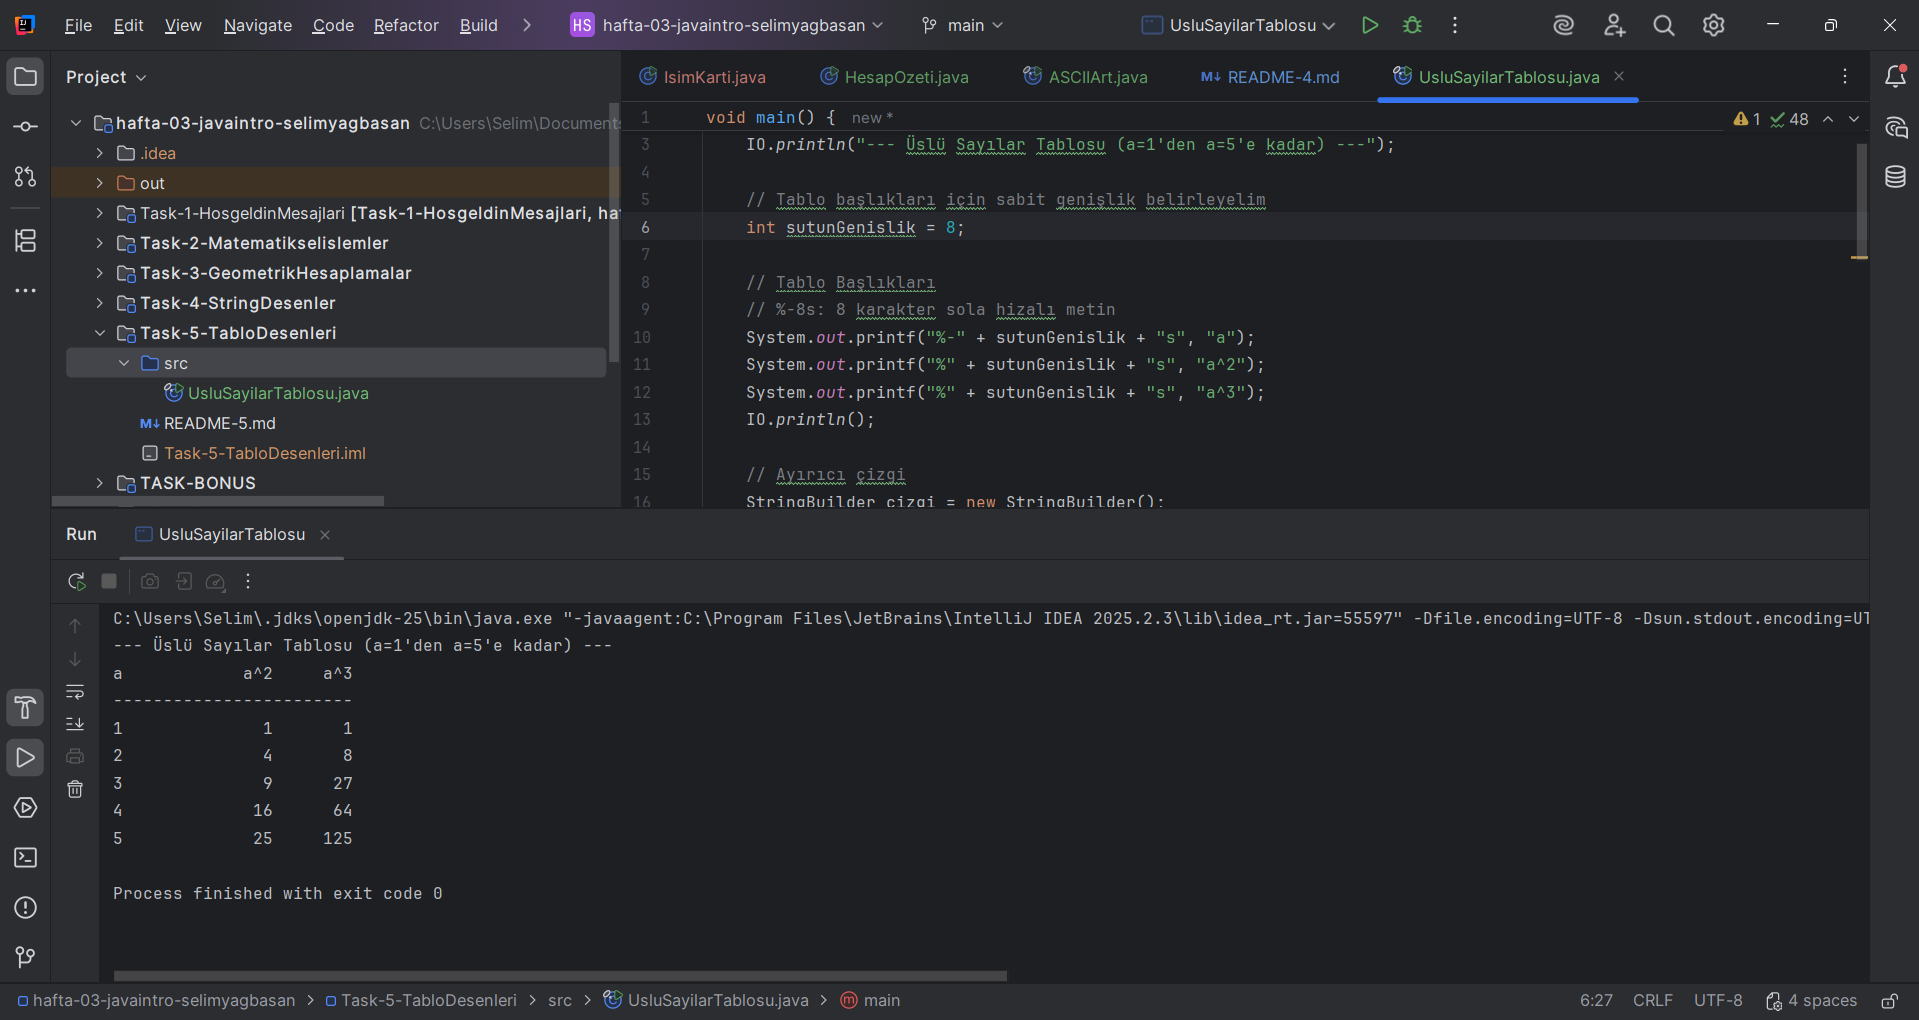 File Edit View Navigate Code Refactor Build HS hafta-03-javaintro-selimyagbasan main UsluSayilarTablosu
Project
hafta-03-javaintro-selimyagbasan C:\Users\Selim\Document
.idea
out
Task-1-HosgeldinMesajlari [Task-1-HosgeldinMesajlari, ha
Task-2-Matematikselislemler
Task-3-GeometrikHesaplamalar
Task-4-StringDesenler
Task-5-TabloDesenleri
src
UsluSayilarTablosu.java
README-5.md
Task-5-TabloDesenleri.iml
TASK-BONUS
IsimKarti.java HesapOzeti.java ASCIIArt.java README-4.md UsluSayilarTablosu.java
1 void main() { new *
1 48
3 IO.println("--- Üslü Sayılar Tablosu (a=1'den a=5'e kadar) ---");
4
5 // Tablo başlıkları için sabit genişlik belirleyelim
6 int sutunGenislik = 8;
7
8 // Tablo Başlıkları
9 // %-8s: 8 karakter sola hizalı metin
10 System.out.printf("%-" + sutunGenislik + "s", "a");
11 System.out.printf("%" + sutunGenislik + "s", "a^2");
12 System.out.printf("%" + sutunGenislik + "s", "a^3");
13 IO.println();
14
15 // Ayırıcı çizgi
16 StringBuilder cizgi = new StringBuilder();
Run UsluSayilarTablosu
C:\Users\Selim\.jdks\openjdk-25\bin\java.exe "-javaagent:C:\Program Files\JetBrains\IntelliJ IDEA 2025.2.3\lib\idea_rt.jar=55597" -Dfile.encoding=UTF-8 -Dsun.stdout.encoding=UT
--- Üslü Sayılar Tablosu (a=1'den a=5'e kadar) ---
a a^2 a^3
------------------------
1 1 1
2 4 8
3 9 27
4 16 64
5 25 125
Process finished with exit code 0
hafta-03-javaintro-selimyagbasan > Task-5-TabloDesenleri > src > UsluSayilarTablosu.java > main 6:27 CRLF UTF-8 4 spaces